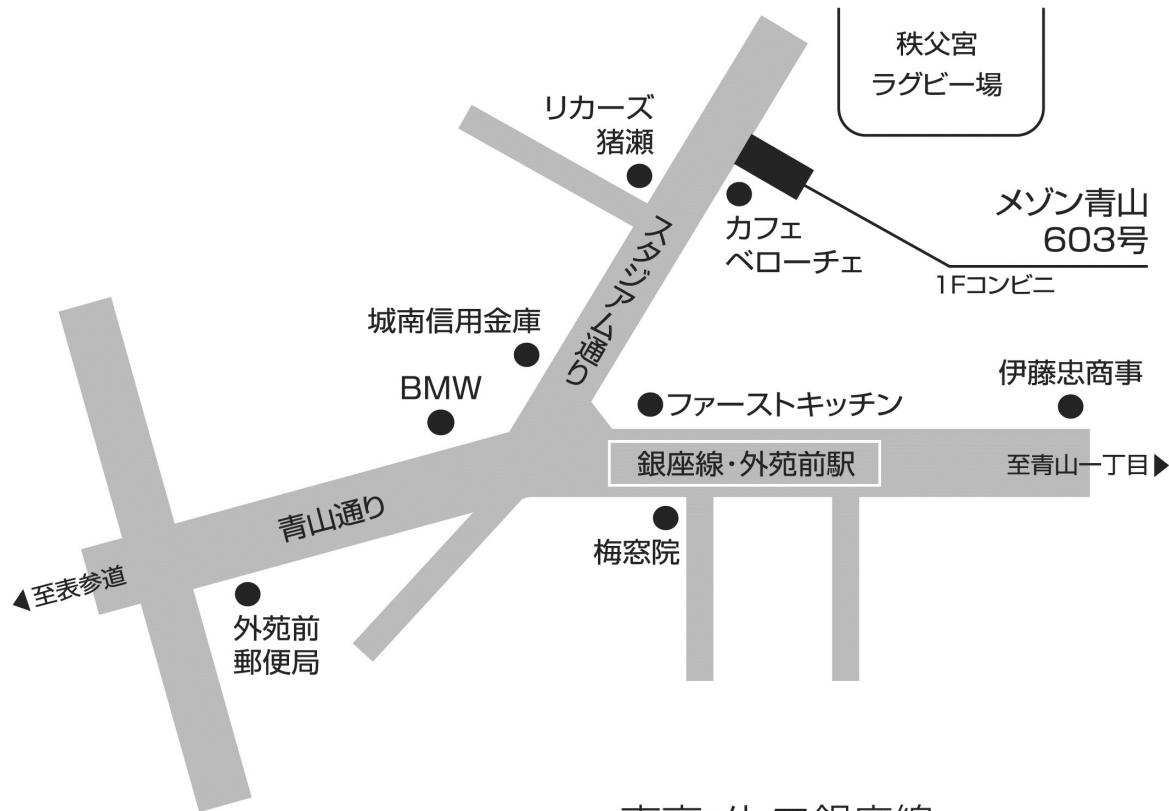 秩父宮
ラグビー場
リカーズ
猪瀬
メゾン青山
603号
カフェ
ベローチェ
1Fコンビニ
スタジアム通り
城南信用金庫
BMW
伊藤忠商事
ファーストキッチン
銀座線・外苑前駅
至青山一丁目▶
青山通り
梅窓院
◀至表参道
外苑前
郵便局